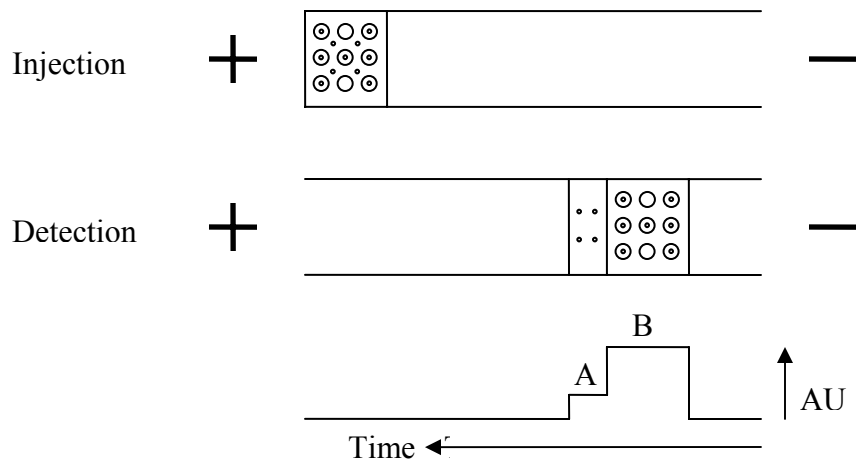 Injection + −
Detection + −
B
A
AU
Time